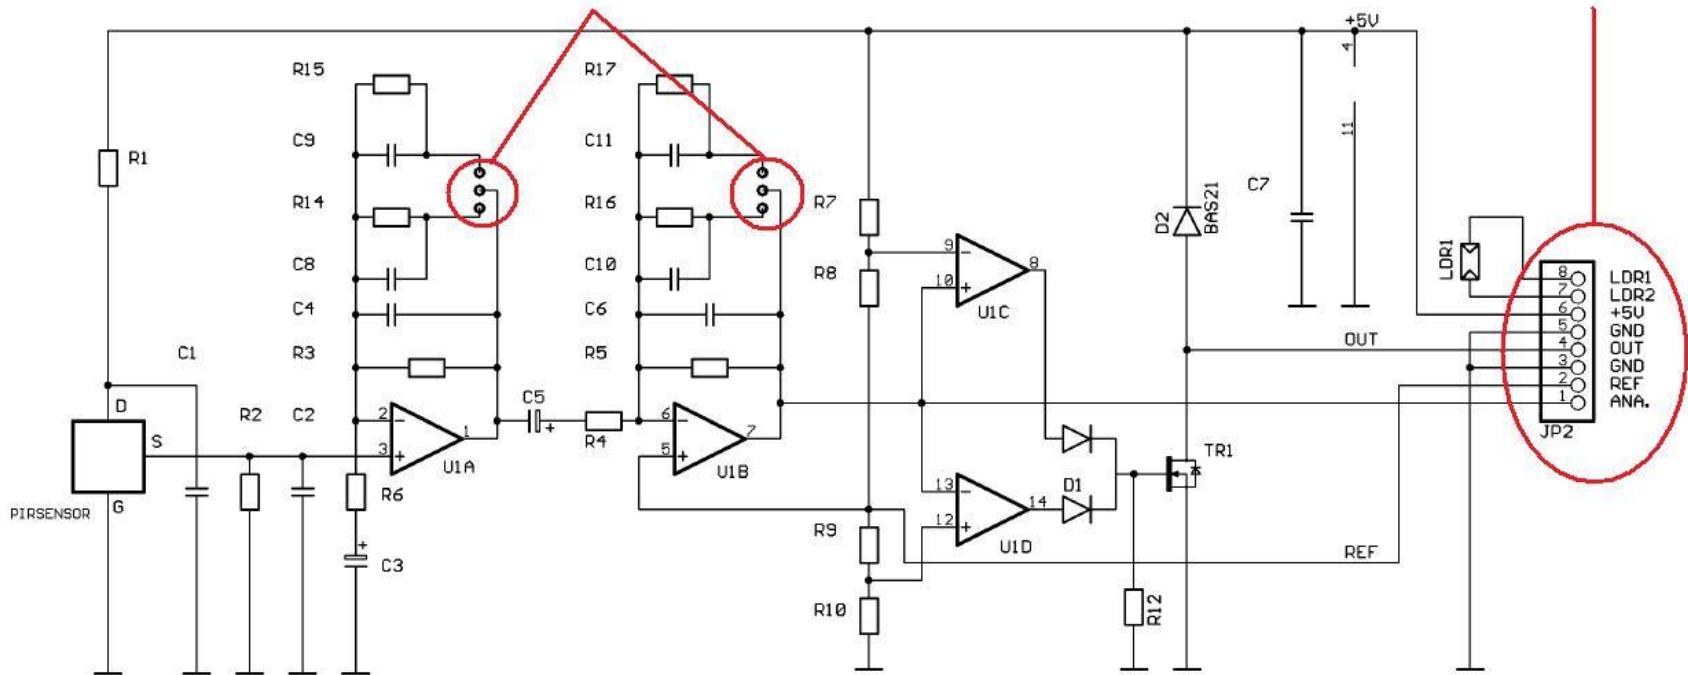 +5V
4
11
R15
R17
C9
C11
R1
R14
R16
R7
C7
D2
BAS21
C8
C10
R8
9
10
8
U1C
LDR1
C4
C6
8 LDR1
7 LDR2
6 +5V
5 GND
4 OUT
3 GND
2 REF
1 ANA.
JP2
OUT
C1
R3
R5
D
S
G
PIRSENSOR
R2
C2
2
3
1
U1A
C5
+
R4
6
5
7
U1B
TR1
R6
+
C3
13
12
14
D1
U1D
R9
REF
R10
R12